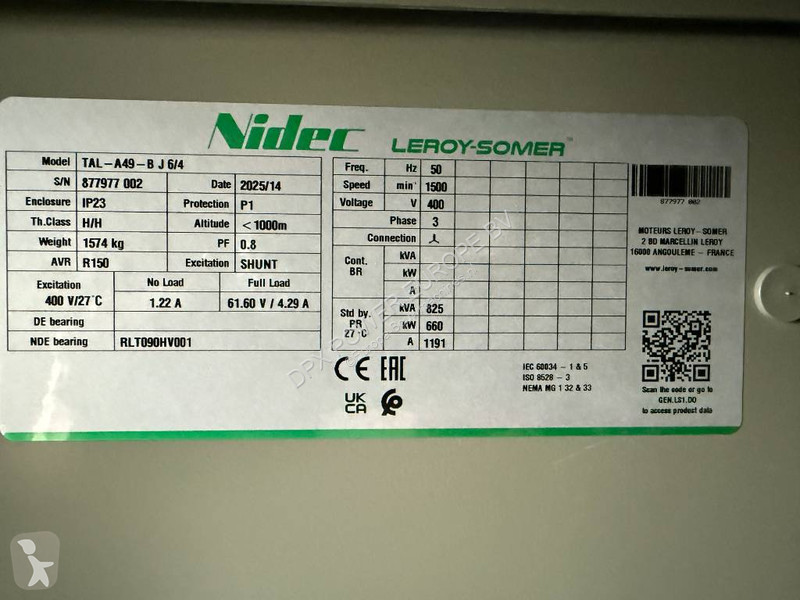 Nidec LEROY-SOMER™
Model TAL-A49-B J 6/4
S/N 877977 002 Date 2025/14
Enclosure IP23 Protection P1
Th.Class H/H Altitude <1000m
Weight 1574 kg PF 0.8
AVR R150 Excitation SHUNT
Excitation No Load Full Load
400 V/27°C 1.22 A 61.60 V / 4.29 A
DE bearing
NDE bearing RLT090HV001
Freq. Hz 50
Speed min⁻¹ 1500
Voltage V 400
Phase 3
Connection
Cont. BR kVA
kW
A
Std by. PR 27°C kVA 825
kW 660
A 1191
CE EAC
UK CA
IEC 60034 - 1 & 5
ISO 8528 - 3
NEMA MG 1 32 & 33
877977 002
MOTEURS LEROY-SOMER
2 BD MARCELLIN LEROY
16000 ANGOULEME - FRANCE
www.leroy-somer.com
Scan the code or go to
GEN.LS1.DO
to access product data
DPX POWER EUROPE BV